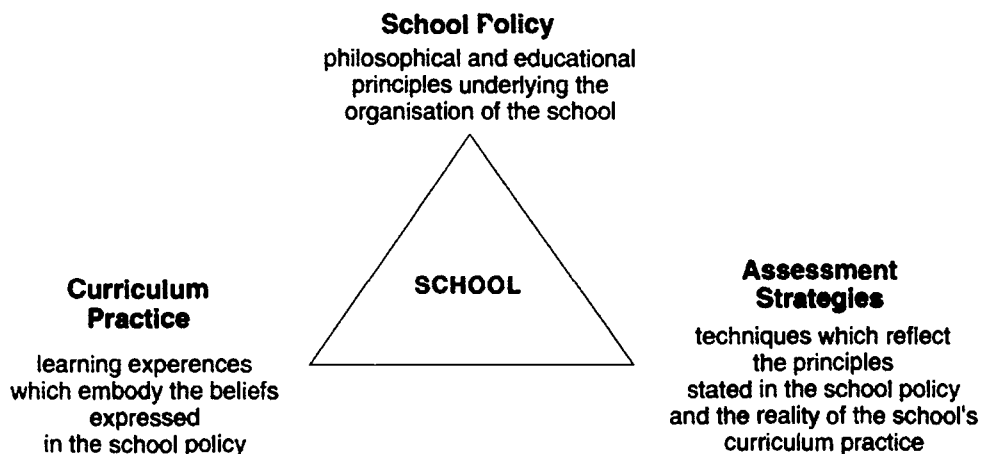 School Policy
philosophical and educational
principles underlying the
organisation of the school
SCHOOL
Curriculum
Practice
learning experences
which embody the beliefs
expressed
in the school policy
Assessment
Strategies
techniques which reflect
the principles
stated in the school policy
and the reality of the school's
curriculum practice